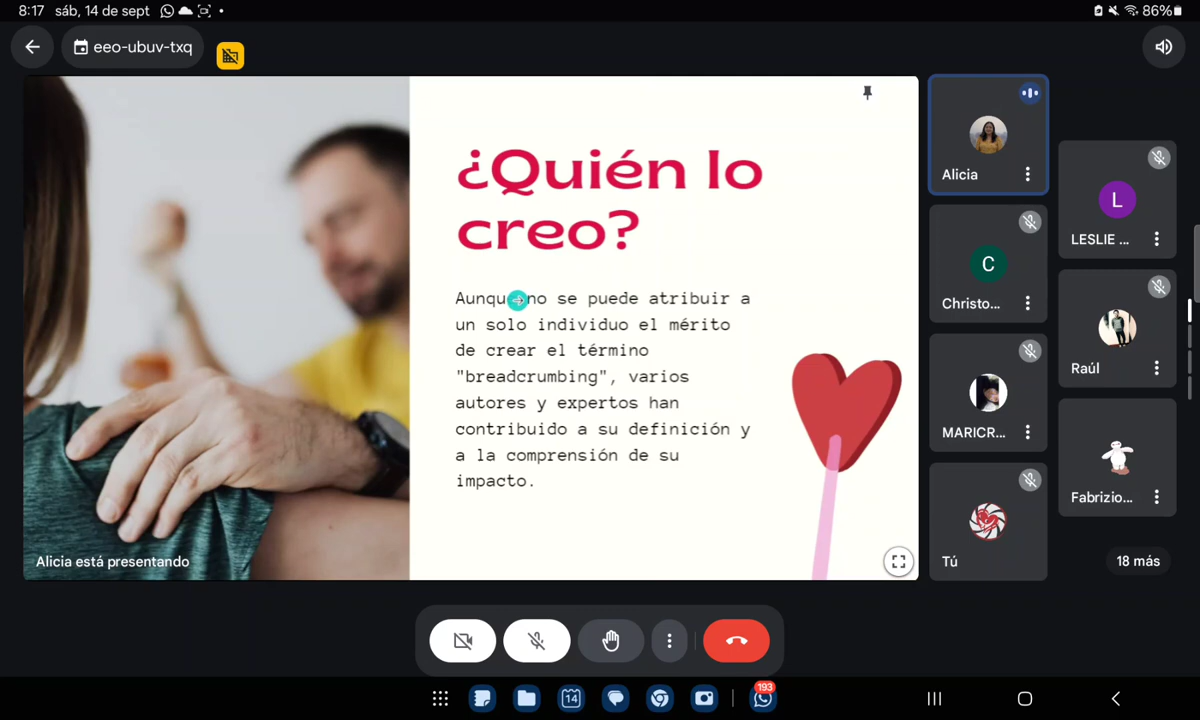 8:17 sáb, 14 de sept
86%
eeo-ubuv-txq
¿Quién lo
creo?
Aunque no se puede atribuir a
un solo individuo el mérito
de crear el término
"breadcrumbing", varios
autores y expertos han
contribuido a su definición y
a la comprensión de su
impacto.
Alicia está presentando
Alicia
C
Christo...
MARICR...
Tú
L
LESLIE ...
Raúl
Fabrizio...
18 más
14
193